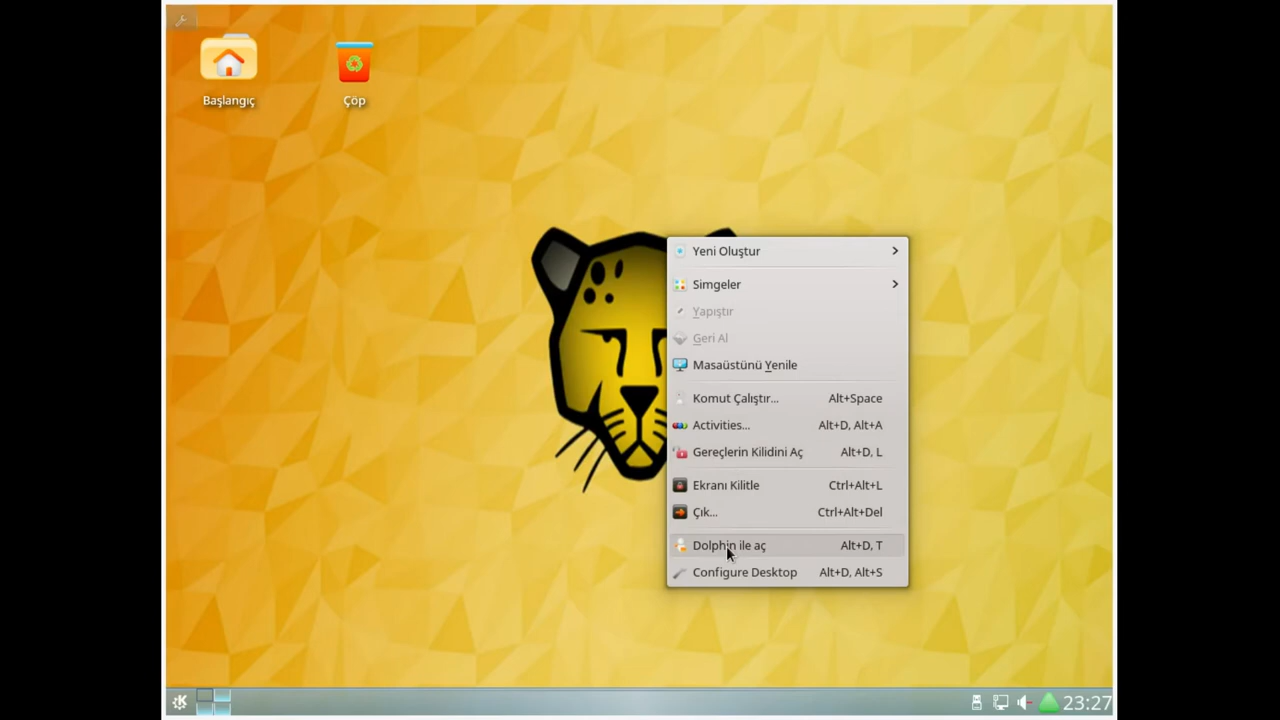 Başlangıç
Çöp
Yeni Oluştur
Simgeler
Yapıştır
Geri Al
Masaüstünü Yenile
Komut Çalıştır... Alt+Space
Activities... Alt+D, Alt+A
Gereçlerin Kilidini Aç Alt+D, L
Ekranı Kilitle Ctrl+Alt+L
Çık... Ctrl+Alt+Del
Dolphin ile aç Alt+D, T
Configure Desktop Alt+D, Alt+S
23:27